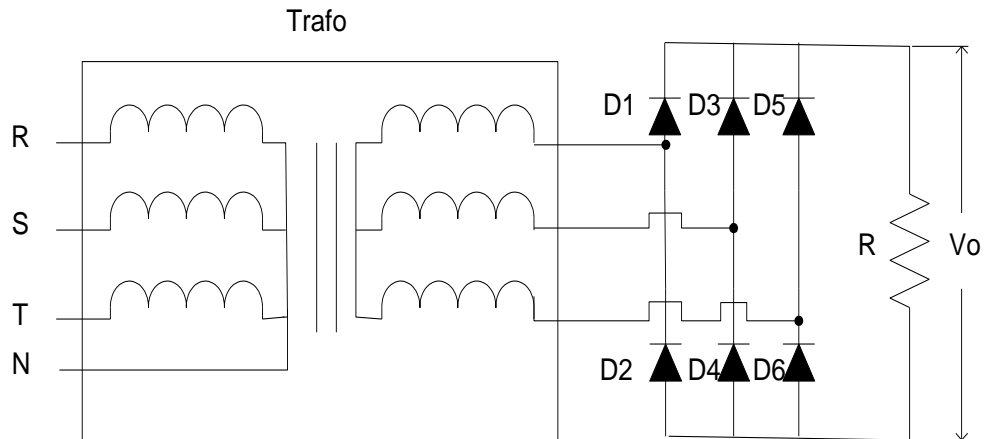 Trafo
D1 D3 D5
R
S
R Vo
T
N
D2 D4 D6